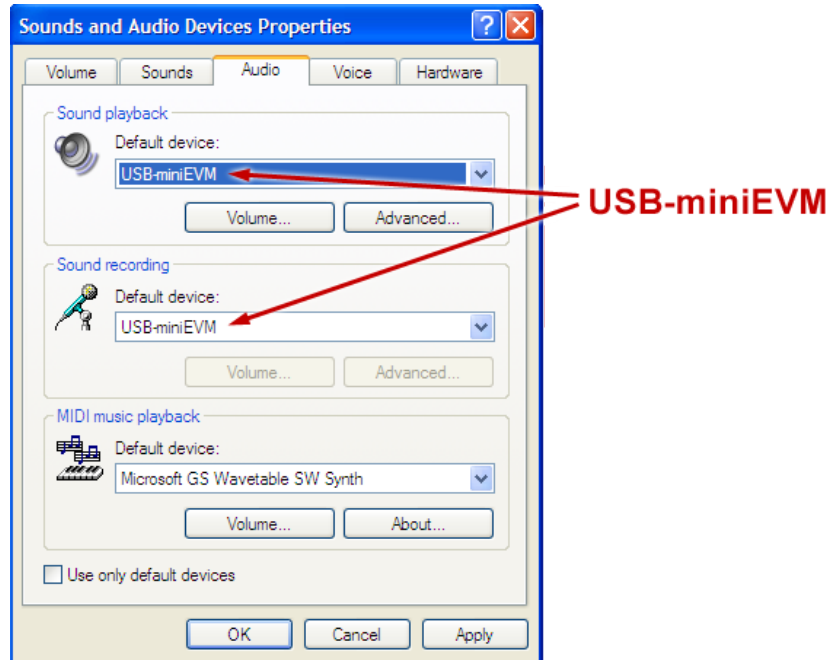 Sounds and Audio Devices Properties
Volume Sounds Audio Voice Hardware
Sound playback
Default device:
USB-miniEVM
Volume... Advanced...
USB-miniEVM
Sound recording
Default device:
USB-miniEVM
Volume... Advanced...
MIDI music playback
Default device:
Microsoft GS Wavetable SW Synth
Volume... About...
Use only default devices
OK Cancel Apply